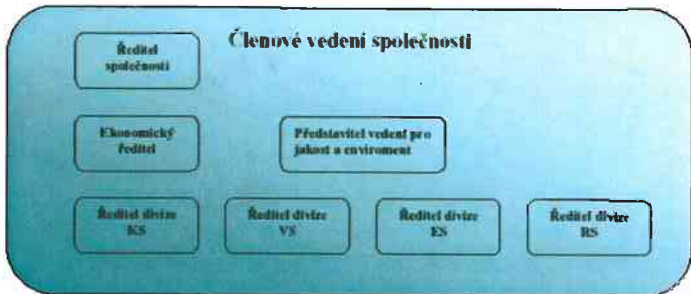 Členové vedení společnosti
Ředitel
společnosti
Ekonomický
ředitel
Představitel vedení pro
jakost a enviroment
Ředitel divize
KS
Ředitel divize
VS
Ředitel divize
ES
Ředitel divize
RS